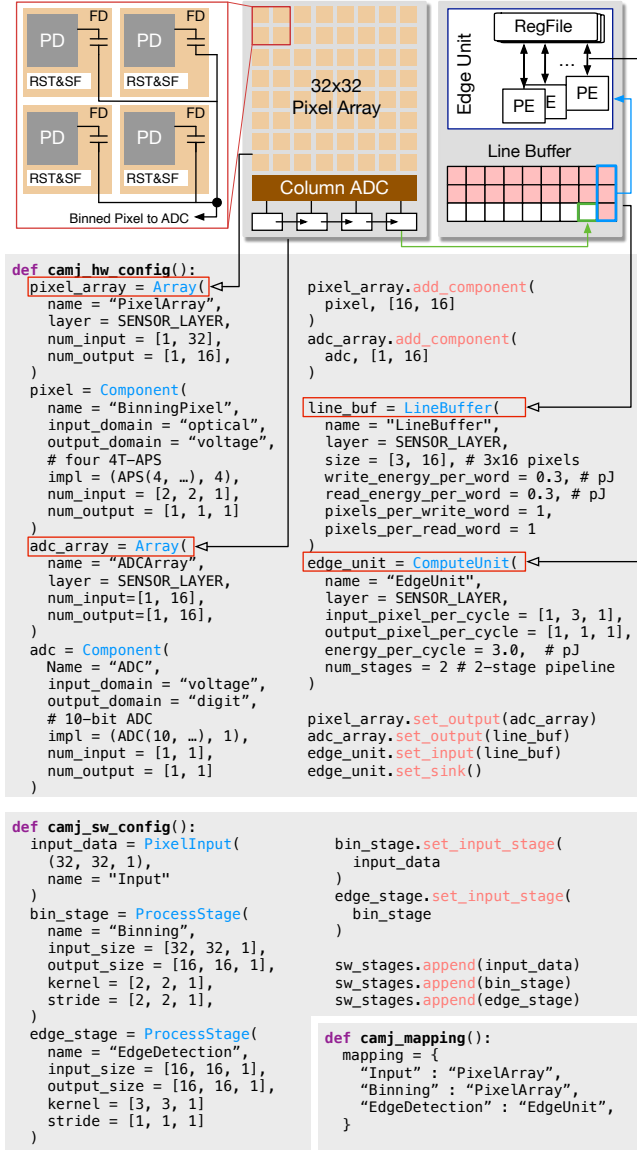 FD
FD
PD
PD
RST&SF
RST&SF
FD
FD
PD
PD
RST&SF
RST&SF
Binned Pixel to ADC
32x32
Pixel Array
Column ADC
RegFile
...
Edge Unit
PE
E
PE
Line Buffer
def camj_hw_config():
pixel_array = Array(
name = “PixelArray”,
layer = SENSOR_LAYER,
num_input = [1, 32],
num_output = [1, 16],
)
pixel = Component(
name = “BinningPixel”,
input_domain = “optical”,
output_domain = “voltage”,
# four 4T-APS
impl = (APS(4, …), 4),
num_input = [2, 2, 1],
num_output = [1, 1, 1]
)
adc_array = Array(
name = “ADCArray”,
layer = SENSOR_LAYER,
num_input=[1, 16],
num_output=[1, 16],
)
adc = Component(
Name = “ADC”,
input_domain = “voltage”,
output_domain = “digit”,
# 10-bit ADC
impl = (ADC(10, …), 1),
num_input = [1, 1],
num_output = [1, 1]
)
pixel_array.add_component(
pixel, [16, 16]
)
adc_array.add_component(
adc, [1, 16]
)
line_buf = LineBuffer(
name = "LineBuffer",
layer = SENSOR_LAYER,
size = [3, 16], # 3x16 pixels
write_energy_per_word = 0.3, # pJ
read_energy_per_word = 0.3, # pJ
pixels_per_write_word = 1,
pixels_per_read_word = 1
)
edge_unit = ComputeUnit(
name = “EdgeUnit”,
layer = SENSOR_LAYER,
input_pixel_per_cycle = [1, 3, 1],
output_pixel_per_cycle = [1, 1, 1],
energy_per_cycle = 3.0,  # pJ
num_stages = 2 # 2-stage pipeline
)
pixel_array.set_output(adc_array)
adc_array.set_output(line_buf)
edge_unit.set_input(line_buf)
edge_unit.set_sink()
def camj_sw_config():
input_data = PixelInput(
(32, 32, 1),
name = "Input"
)
bin_stage = ProcessStage(
name = “Binning”,
input_size = [32, 32, 1],
output_size = [16, 16, 1],
kernel = [2, 2, 1],
stride = [2, 2, 1],
)
edge_stage = ProcessStage(
name = “EdgeDetection”,
input_size = [16, 16, 1],
output_size = [16, 16, 1],
kernel = [3, 3, 1]
stride = [1, 1, 1]
)
bin_stage.set_input_stage(
input_data
)
edge_stage.set_input_stage(
bin_stage
)
sw_stages.append(input_data)
sw_stages.append(bin_stage)
sw_stages.append(edge_stage)
def camj_mapping():
mapping = {
“Input” : “PixelArray”,
“Binning” : “PixelArray”,
“EdgeDetection” : “EdgeUnit”,
}